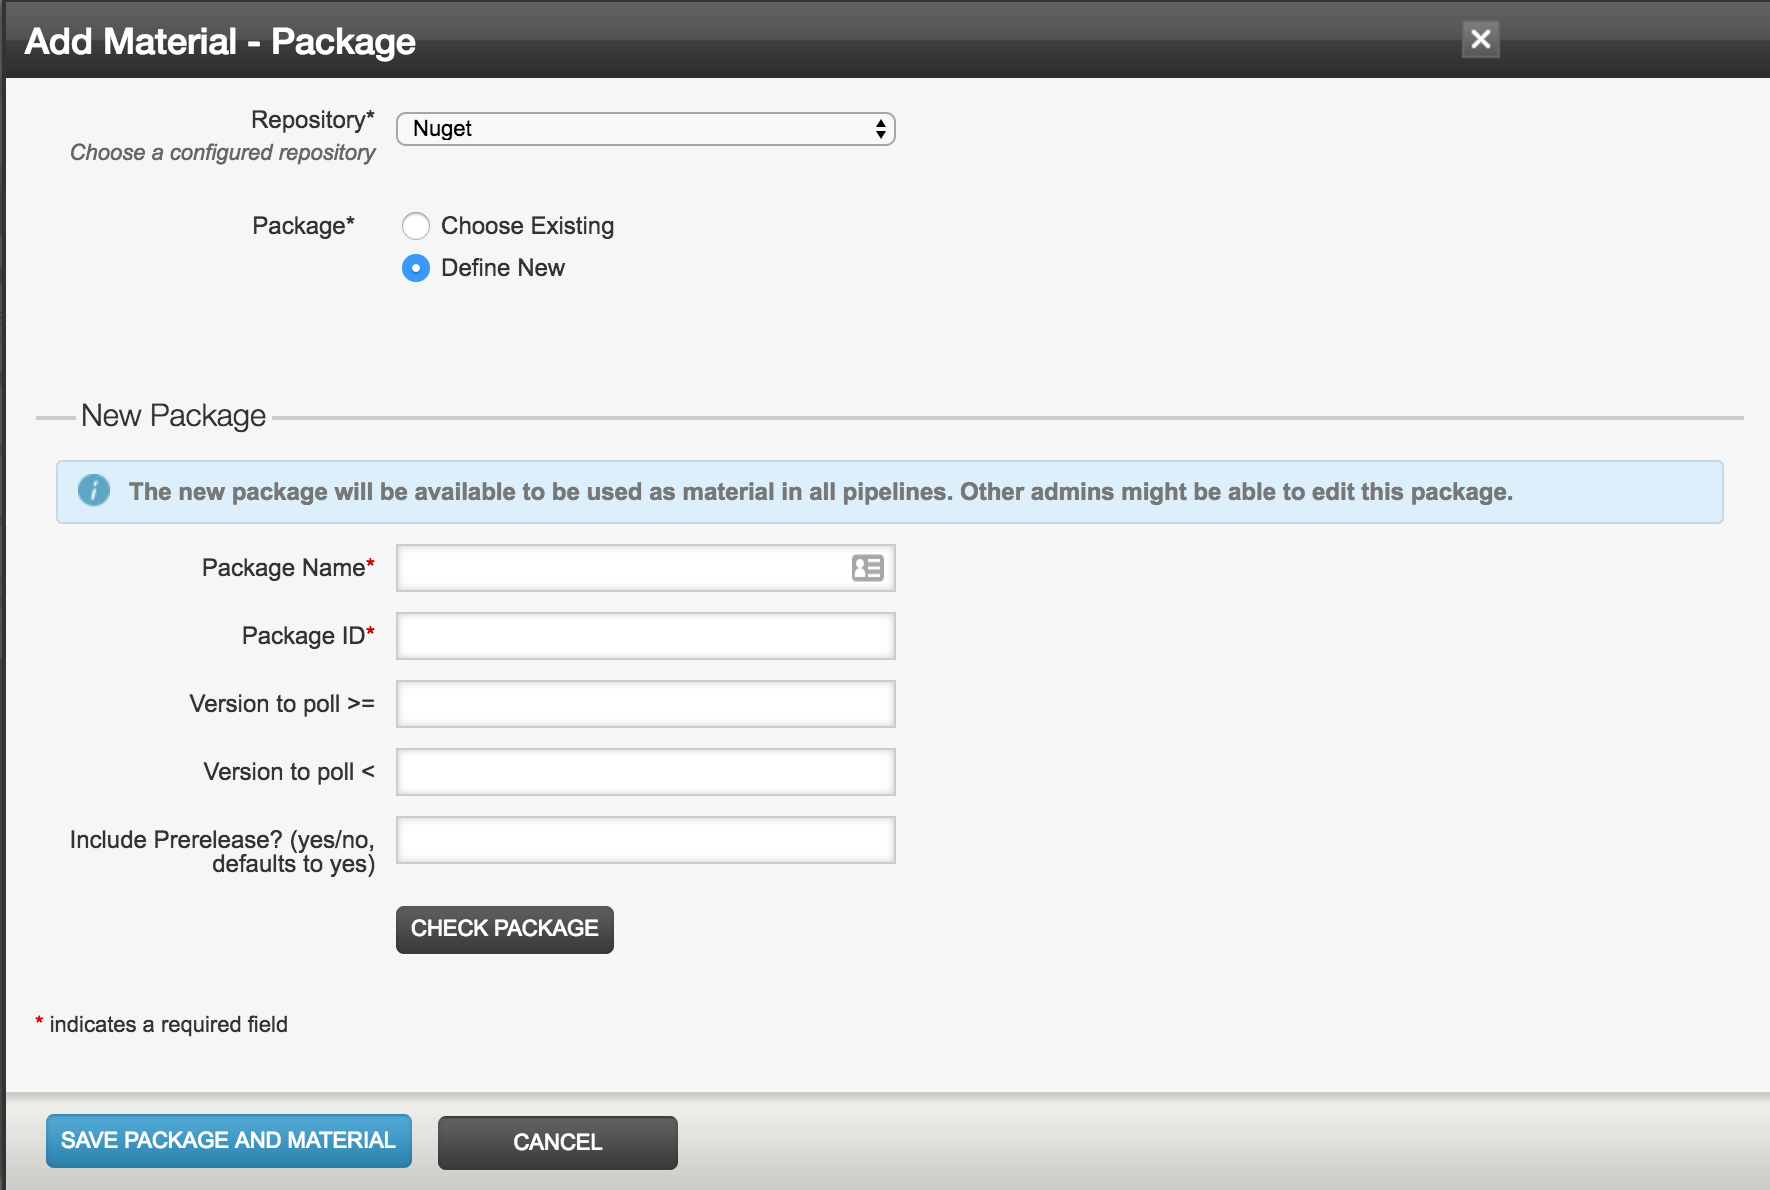 Add Material - Package
Repository*
Nuget
Choose a configured repository
Package*
Choose Existing
Define New
New Package
The new package will be available to be used as material in all pipelines. Other admins might be able to edit this package.
Package Name*
Package ID*
Version to poll >=
Version to poll <
Include Prerelease? (yes/no,
defaults to yes)
CHECK PACKAGE
* indicates a required field
SAVE PACKAGE AND MATERIAL
CANCEL